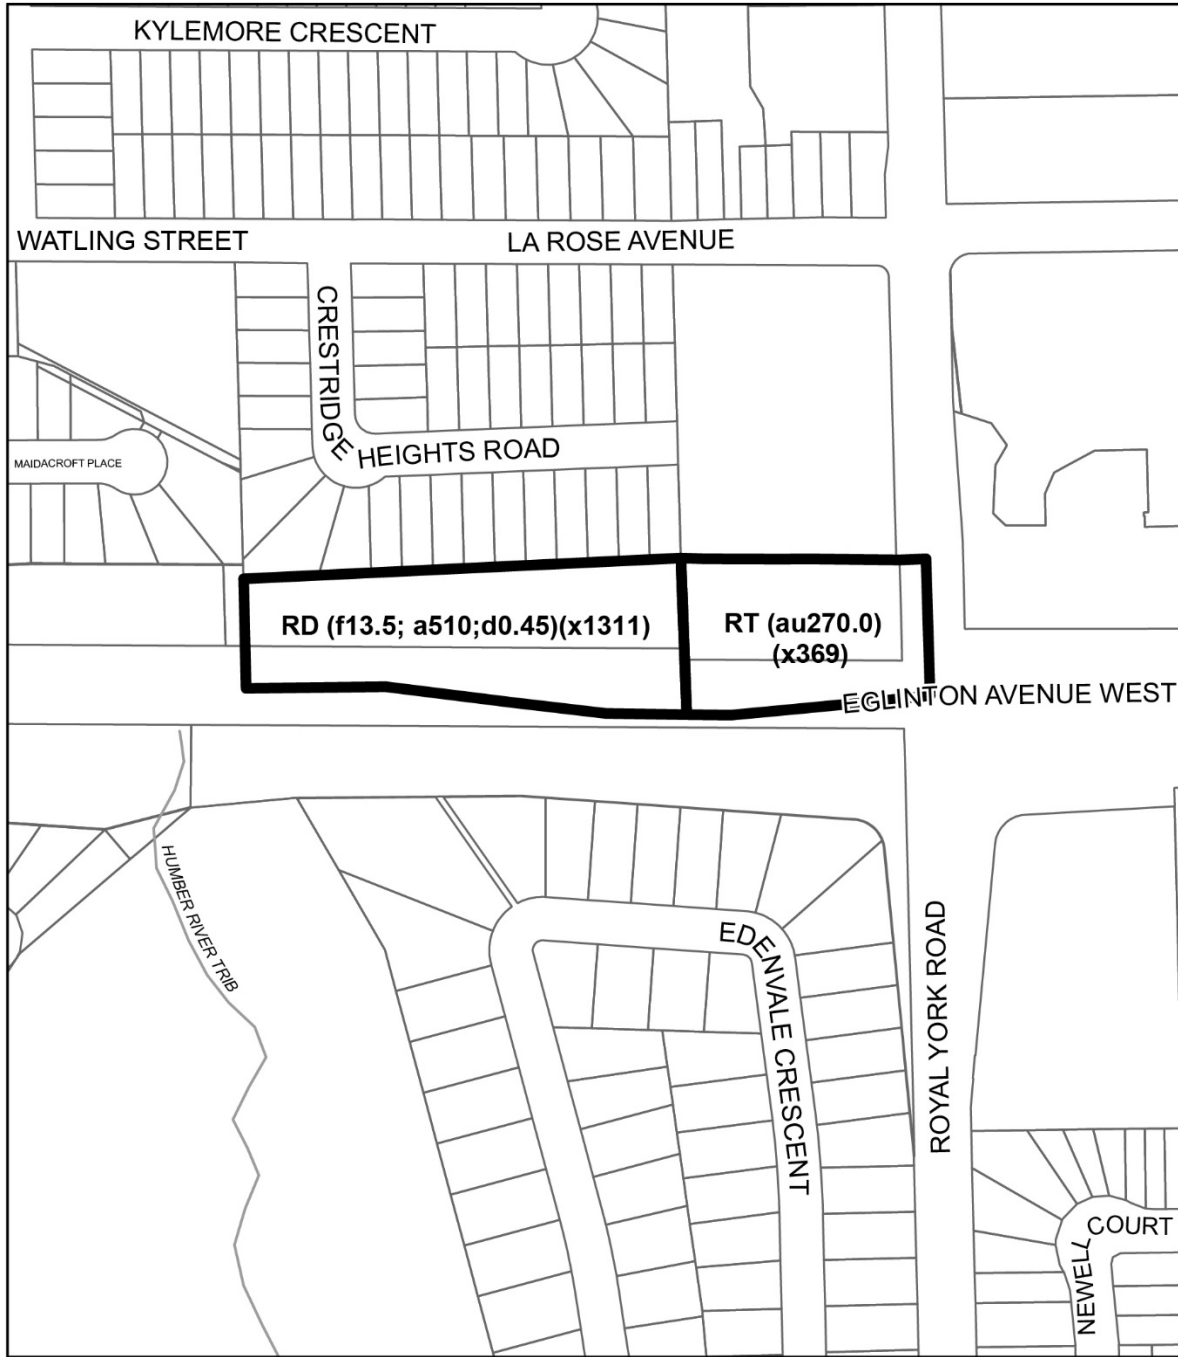 KYLEMORE CRESCENT
WATLING STREET
LA ROSE AVENUE
CRESTRIDGE
HEIGHTS ROAD
MAIDACROFT PLACE
RD (f13.5; a510;d0.45)(x1311)
RT (au270.0)
(x369)
EGLINTON AVENUE WEST
HUMBER RIVER TRIB
EDENVALE CRESCENT
ROYAL YORK ROAD
NEWELL
COURT